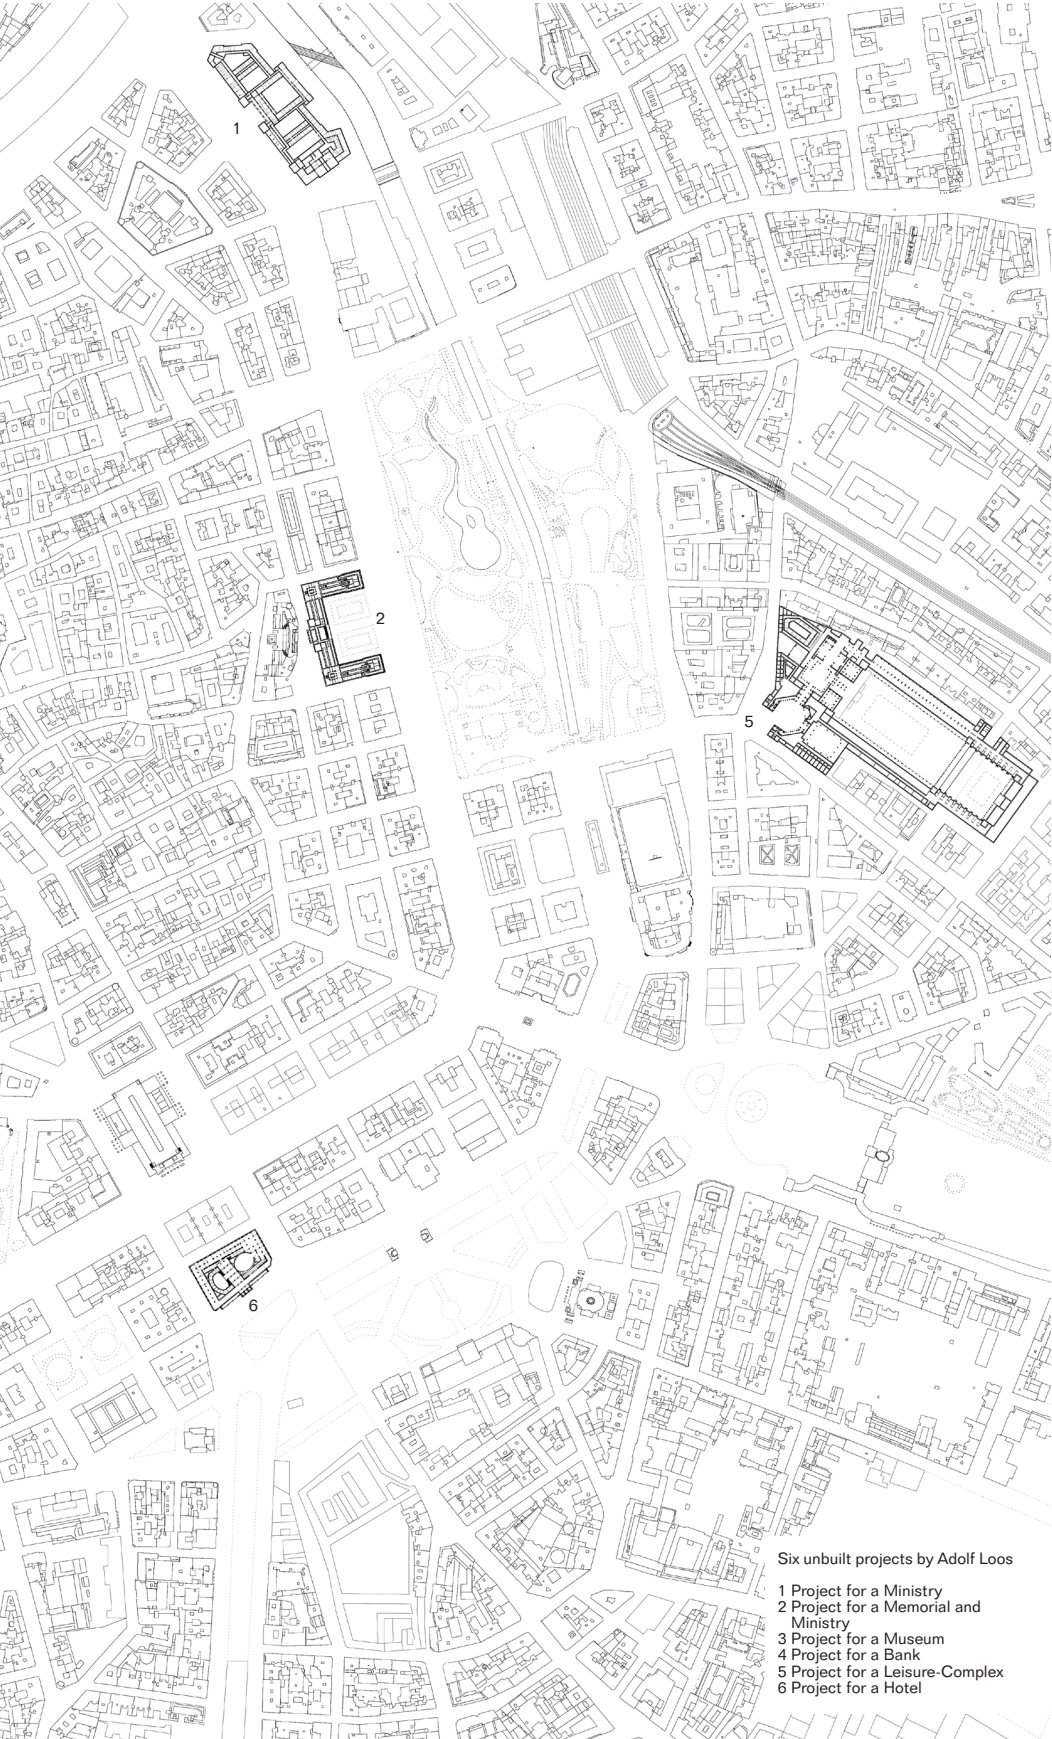 1
2
5
6
Six unbuilt projects by Adolf Loos
1 Project for a Ministry
2 Project for a Memorial and
Ministry
3 Project for a Museum
4 Project for a Bank
5 Project for a Leisure-Complex
6 Project for a Hotel